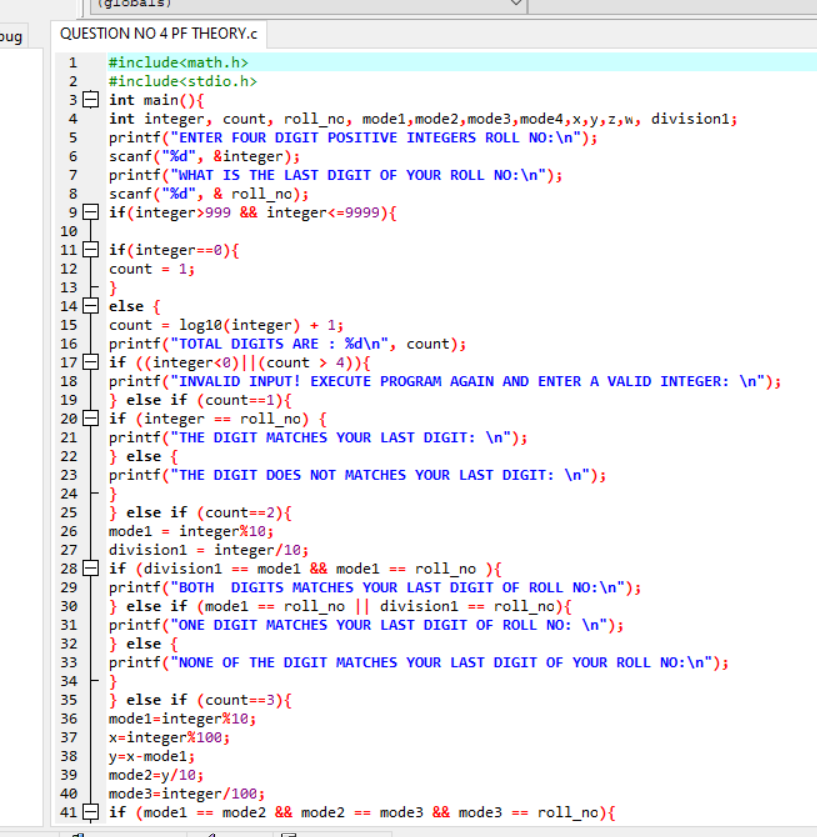 (globals)
bug
QUESTION NO 4 PF THEORY.c
1 #include<math.h>
2 #include<stdio.h>
3 int main(){
4 int integer, count, roll_no, mode1,mode2,mode3,mode4,x,y,z,w, division1;
5 printf("ENTER FOUR DIGIT POSITIVE INTEGERS ROLL NO:\n");
6 scanf("%d", &integer);
7 printf("WHAT IS THE LAST DIGIT OF YOUR ROLL NO:\n");
8 scanf("%d", & roll_no);
9 if(integer>999 && integer<=9999){
10
11 if(integer==0){
12 count = 1;
13 }
14 else {
15 count = log10(integer) + 1;
16 printf("TOTAL DIGITS ARE : %d\n", count);
17 if ((integer<0)||(count > 4)){
18 printf("INVALID INPUT! EXECUTE PROGRAM AGAIN AND ENTER A VALID INTEGER: \n");
19 } else if (count==1){
20 if (integer == roll_no) {
21 printf("THE DIGIT MATCHES YOUR LAST DIGIT: \n");
22 } else {
23 printf("THE DIGIT DOES NOT MATCHES YOUR LAST DIGIT: \n");
24 }
25 } else if (count==2){
26 mode1 = integer%10;
27 division1 = integer/10;
28 if (division1 == mode1 && mode1 == roll_no ){
29 printf("BOTH  DIGITS MATCHES YOUR LAST DIGIT OF ROLL NO:\n");
30 } else if (mode1 == roll_no || division1 == roll_no){
31 printf("ONE DIGIT MATCHES YOUR LAST DIGIT OF ROLL NO: \n");
32 } else {
33 printf("NONE OF THE DIGIT MATCHES YOUR LAST DIGIT OF YOUR ROLL NO:\n");
34 }
35 } else if (count==3){
36 mode1=integer%10;
37 x=integer%100;
38 y=x-mode1;
39 mode2=y/10;
40 mode3=integer/100;
41 if (mode1 == mode2 && mode2 == mode3 && mode3 == roll_no){